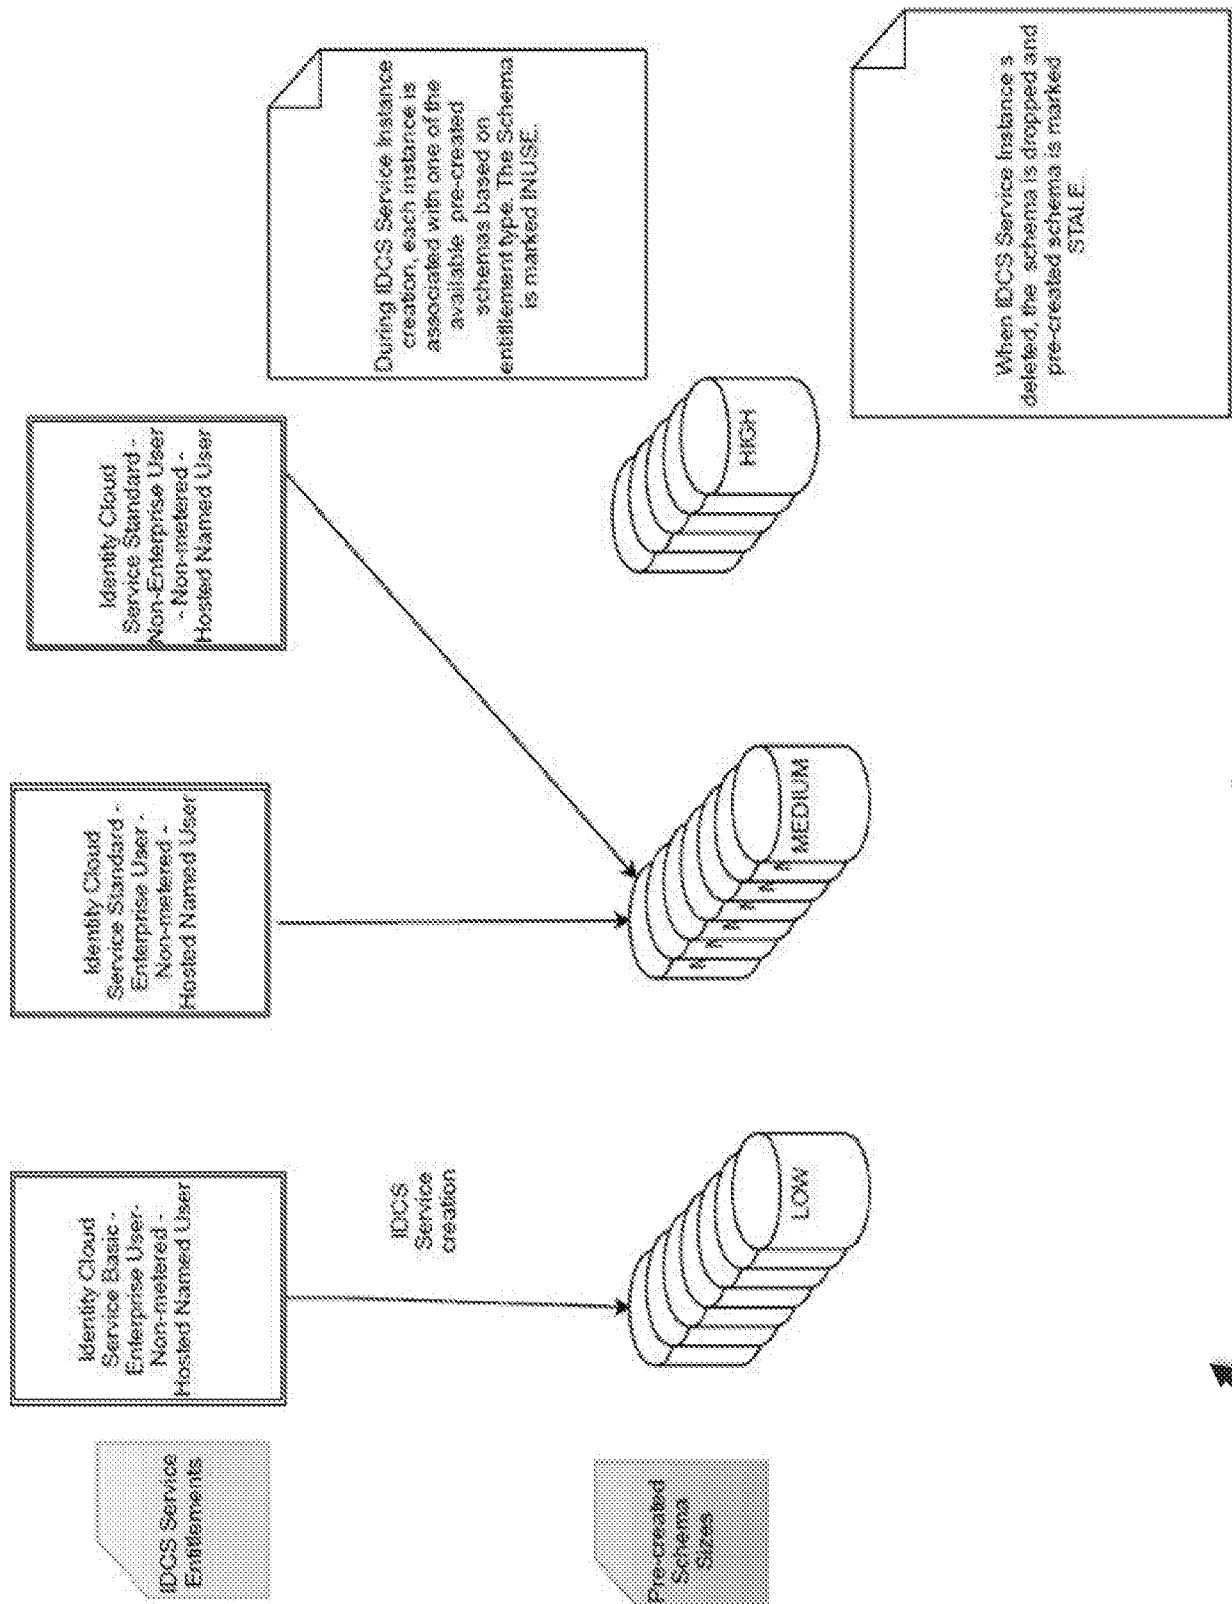 IDCS Service
Entitlements
Identity Cloud
Service Basic -
Enterprise User-
Non-metered -
Hosted Named User
Identity Cloud
Service Standard -
Enterprise User -
Non-metered -
Hosted Named User
Identity Cloud
Service Standard -
Non-Enterprise User
- Non-metered -
Hosted Named User
IDCS
Service
creation
During IDCS Service Instance
creation, each instance is
associated with one of the
available pre-created
schemas based on
entitlement type. The Schema
is marked INUSE.
Pre-created
Schema
Sizes
LOW
M
M
M
M
M
M
MEDIUM
HIGH
When IDCS Service Instance s
deleted, the schema is dropped and
pre-created schema is marked
STALE.